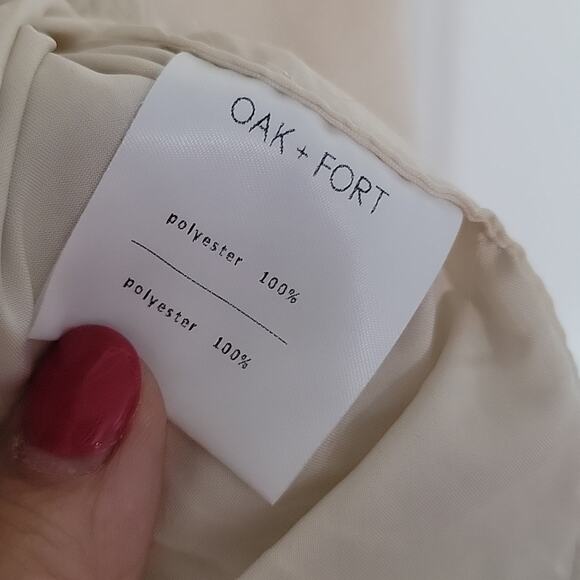 OAK + FORT
polyester 100%
polyester 100%